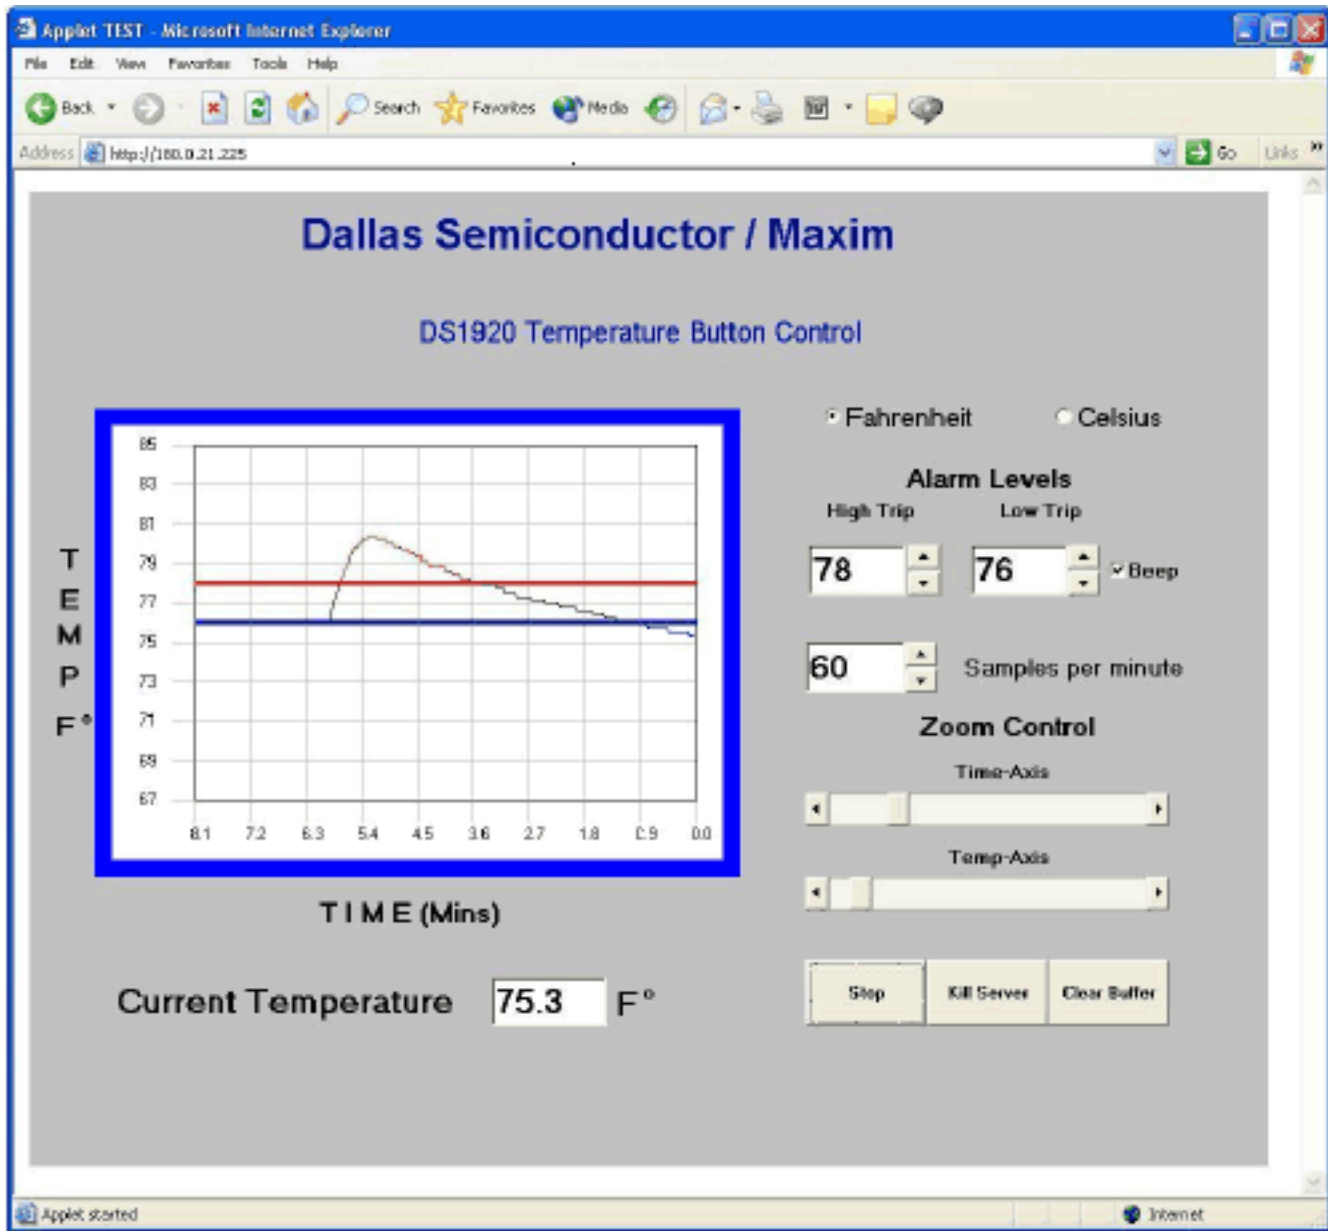 Applet TEST - Microsoft Internet Explorer
File Edit View Favorites Tools Help
Back Search Favorites Media
Address http://180.0.21.225 Go Links »
Dallas Semiconductor / Maxim
DS1920 Temperature Button Control
Fahrenheit Celsius
Alarm Levels
High Trip Low Trip
78 76 Beep
60 Samples per minute
Zoom Control
Time-Axis
Temp-Axis
Stop Kill Server Clear Buffer
TEMP F°
85
83
81
79
77
75
73
71
69
67
8.1 7.2 6.3 5.4 4.5 3.6 2.7 1.8 0.9 0.0
TIME (Mins)
Current Temperature 75.3 F°
Applet started Internet